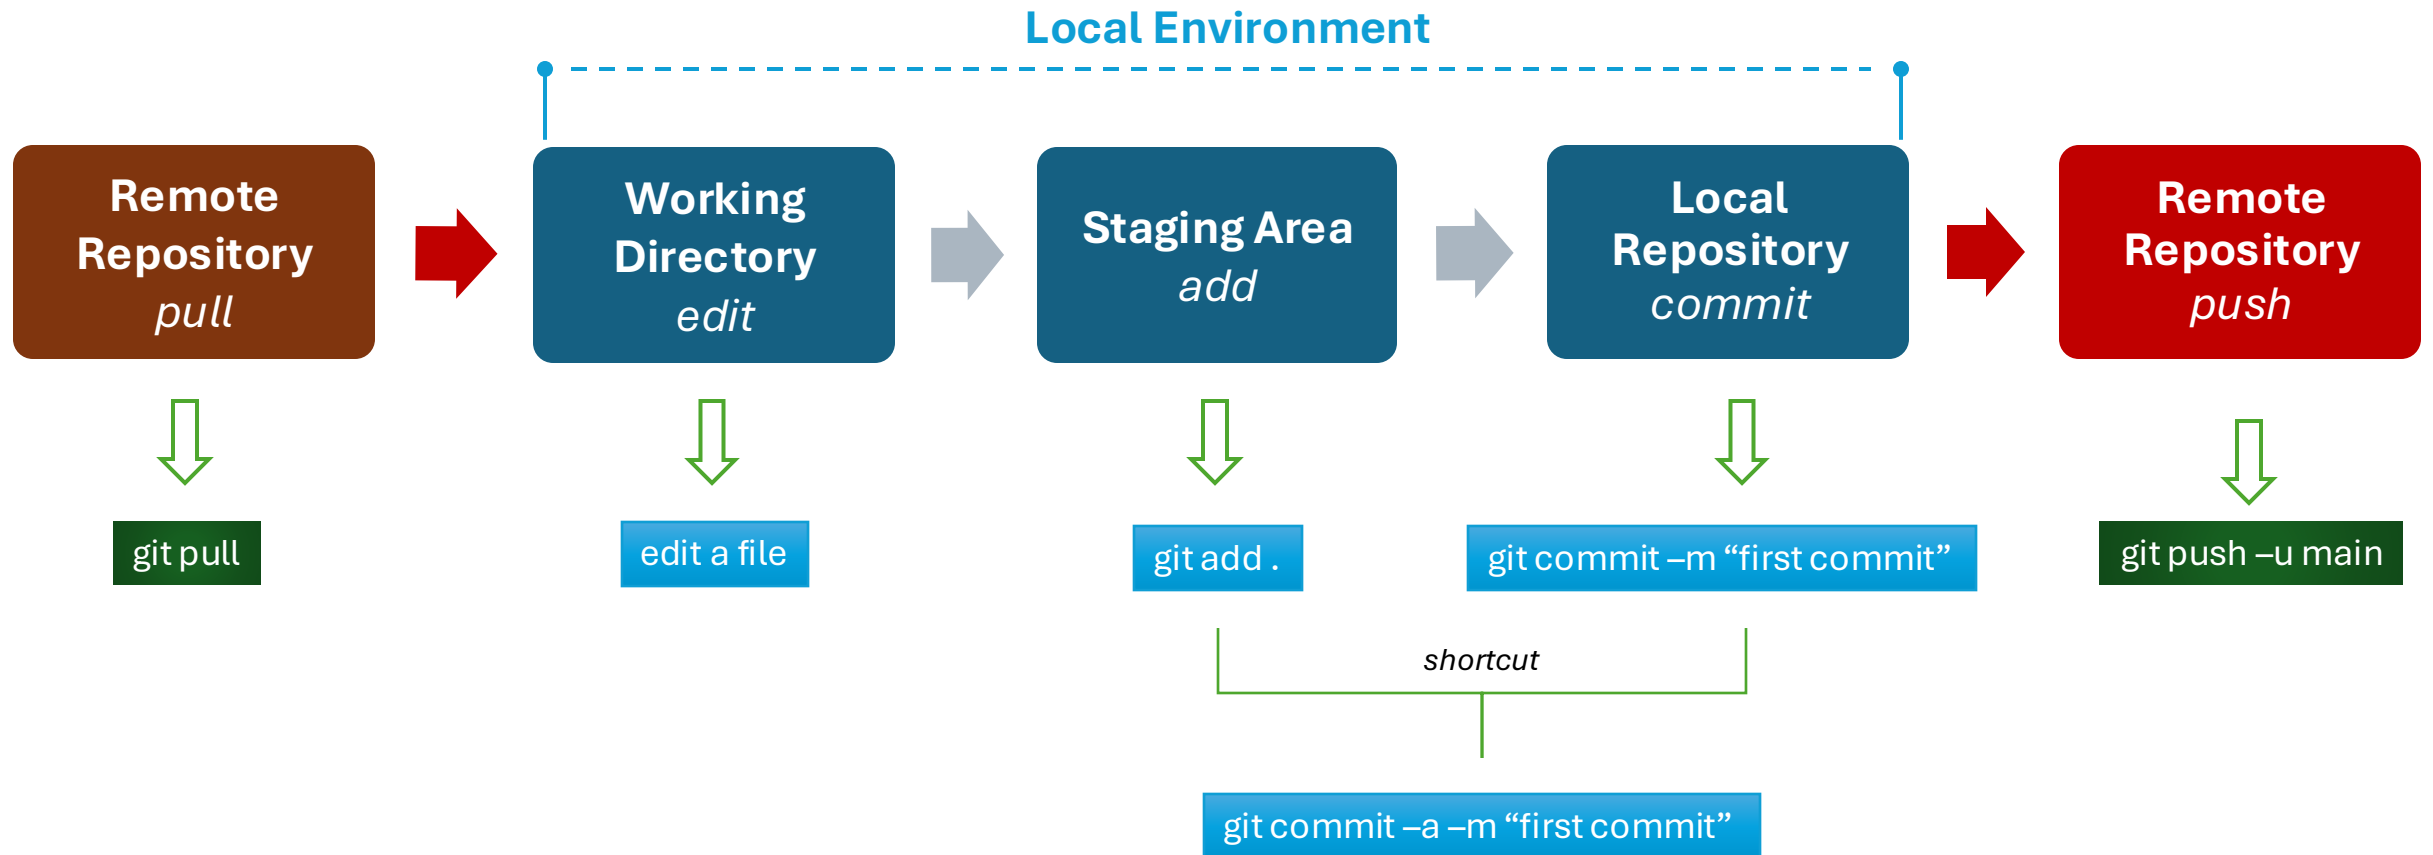 Local Environment
Remote
Repository
pull
Working
Directory
edit
Staging Area
add
Local
Repository
commit
Remote
Repository
push
git pull
edit a file
git add .
git commit –m “first commit”
git push –u main
shortcut
git commit –a –m “first commit”